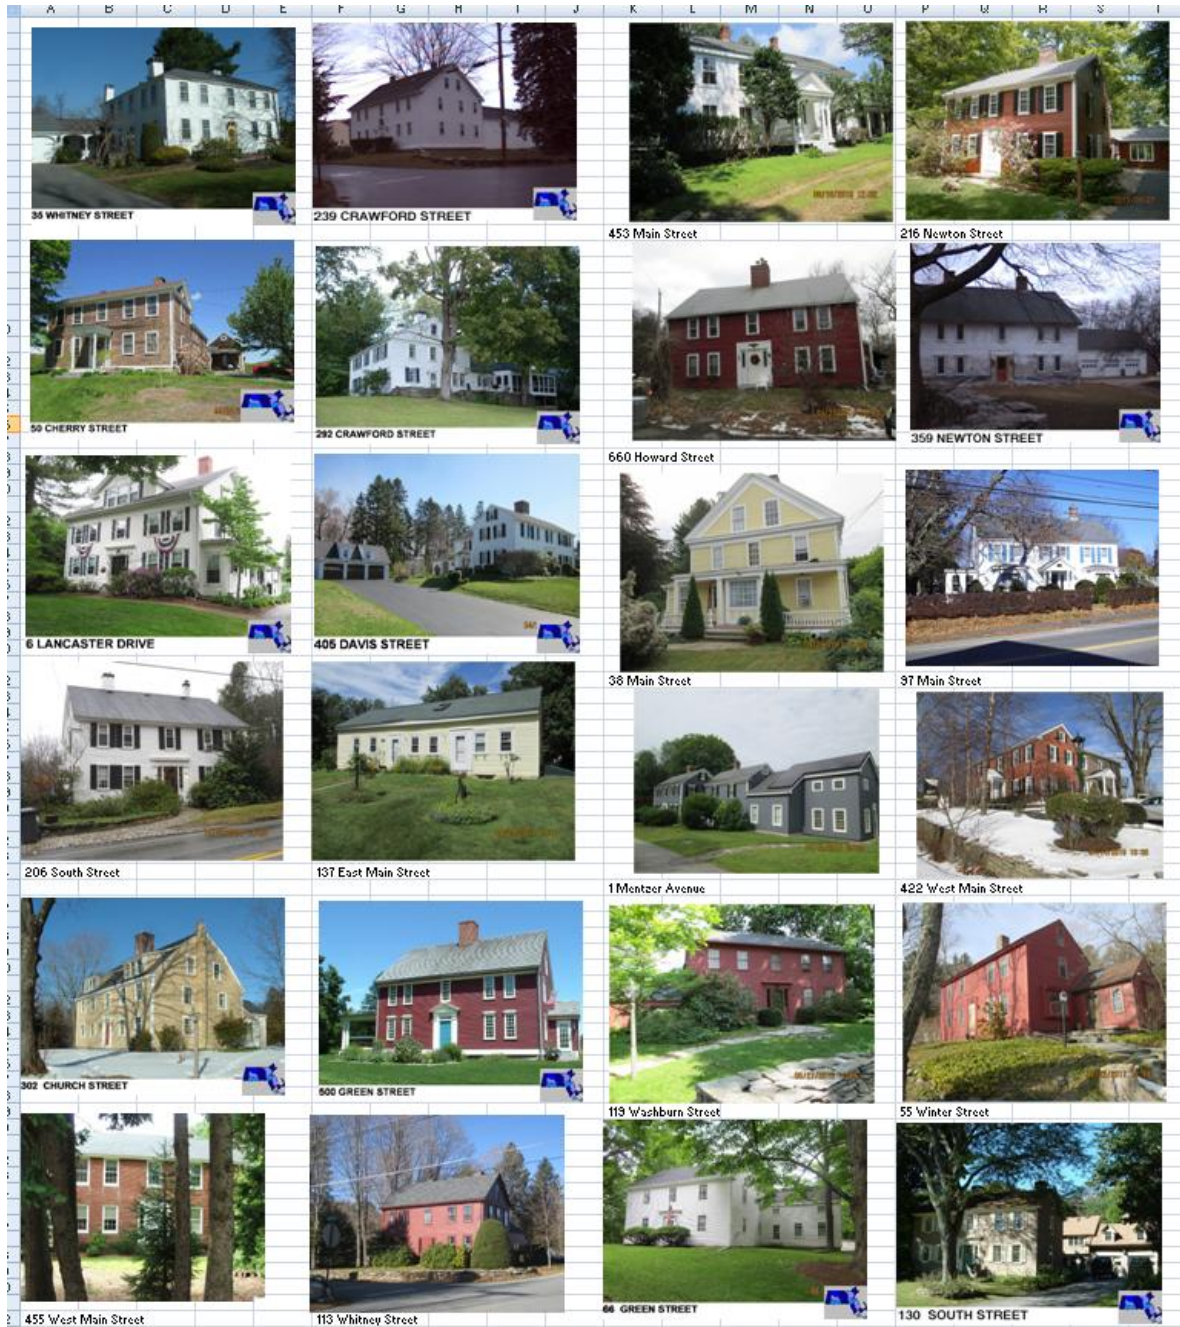 A B C D E F G H I J K L M N O P Q R S T
35 WHITNEY STREET
239 CRAWFORD STREET
453 Main Street
216 Newton Street
50 CHERRY STREET
292 CRAWFORD STREET
660 Howard Street
359 NEWTON STREET
6 LANCASTER DRIVE
405 DAVIS STREET
38 Main Street
97 Main Street
206 South Street
137 East Main Street
1 Mentzer Avenue
422 West Main Street
302 CHURCH STREET
500 GREEN STREET
119 Washburn Street
55 Winter Street
455 West Main Street
113 Whitney Street
66 GREEN STREET
130 SOUTH STREET